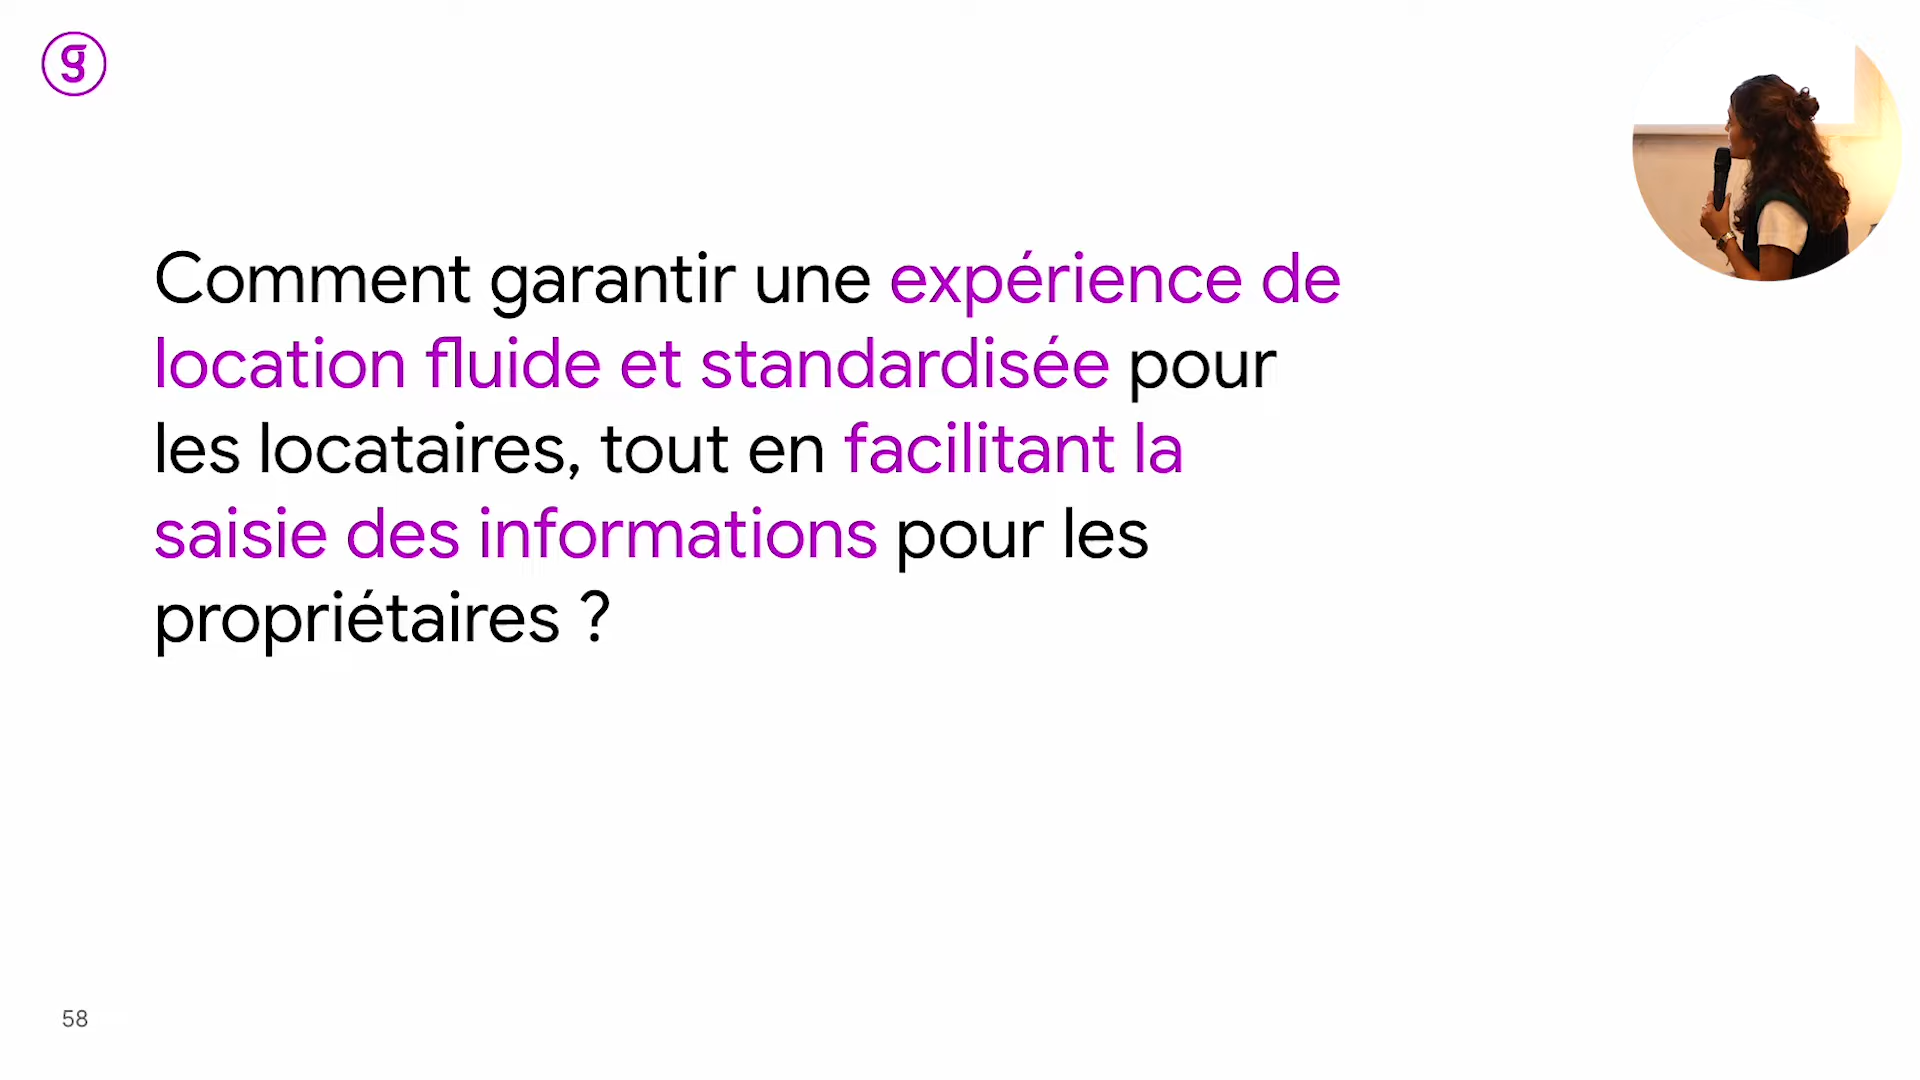 g
Comment garantir une expérience de
location fluide et standardisée pour
les locataires, tout en facilitant la
saisie des informations pour les
propriétaires ?
58